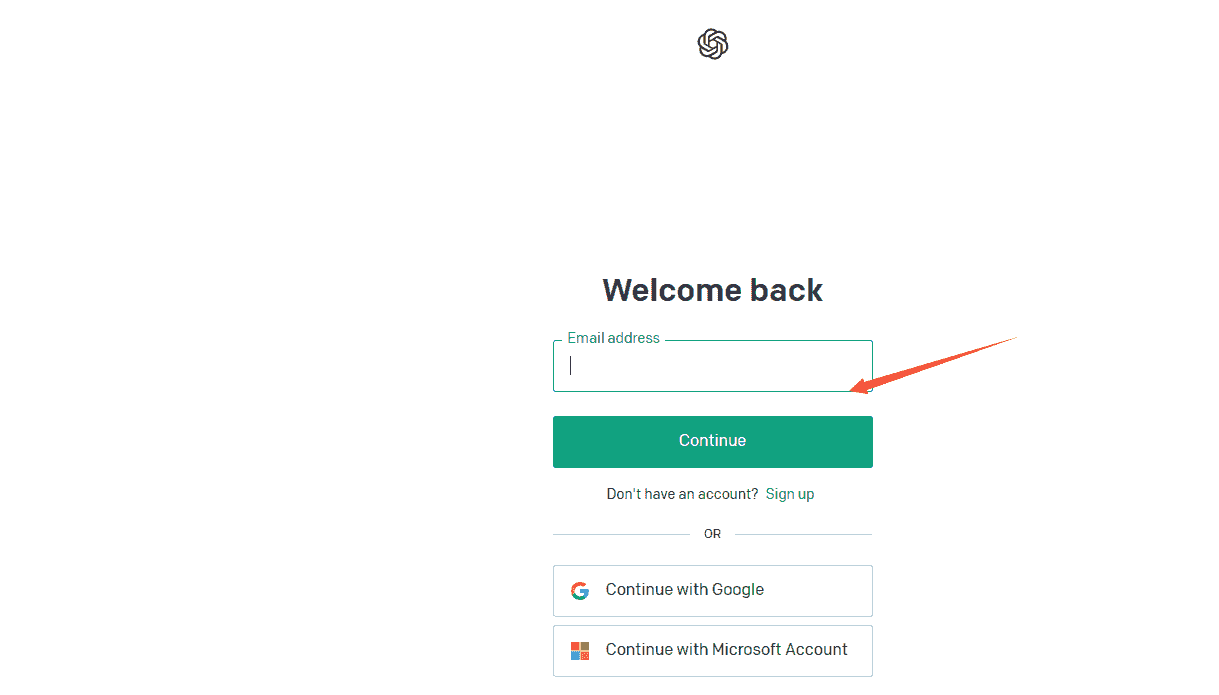 Welcome back
Email address
Continue
Don't have an account? Sign up
OR
Continue with Google
Continue with Microsoft Account